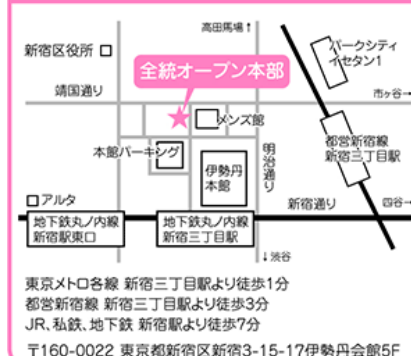 高田馬場↑
新宿区役所
パークシティ
イセタン1
全統オープン本部
靖国通り
市ヶ谷→
メンズ館
都営新宿線
新宿三丁目駅
本館パーキング
明治通り
伊勢丹
本館
アルタ
新宿通り
四谷→
地下鉄丸ノ内線
新宿駅東口
地下鉄丸ノ内線
新宿三丁目駅
↓渋谷
東京メトロ各線 新宿三丁目駅より徒歩1分
都営新宿線 新宿三丁目駅より徒歩3分
JR、私鉄、地下鉄 新宿駅より徒歩7分
〒160-0022 東京都新宿区新宿3-15-17伊勢丹会館5F